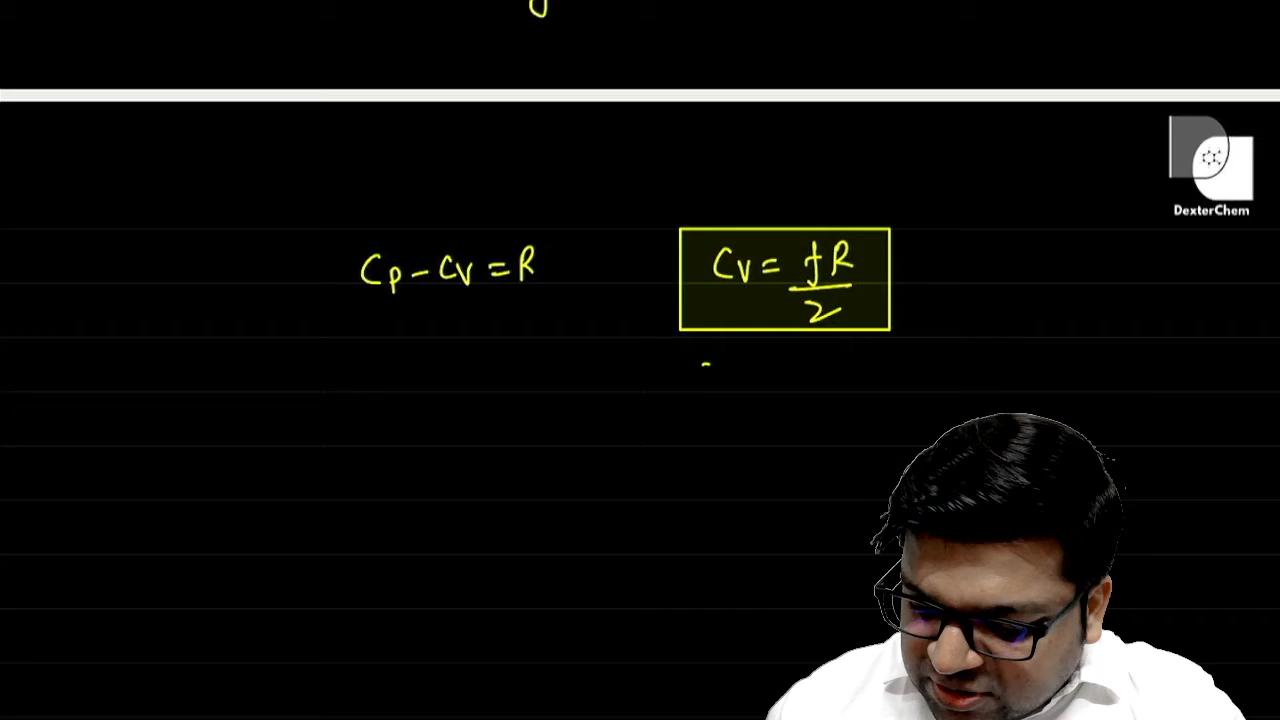 DexterChem
Cp - Cv = R
Cv = fR/2